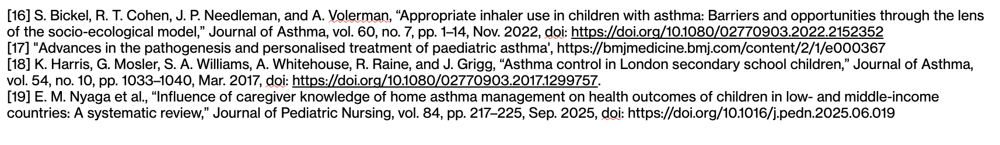 [16] S. Bickel, R. T. Cohen, J. P. Needleman, and A. Volerman, “Appropriate inhaler use in children with asthma: Barriers and opportunities through the lens
of the socio-ecological model,” Journal of Asthma, vol. 60, no. 7, pp. 1–14, Nov. 2022, doi: https://doi.org/10.1080/02770903.2022.2152352
[17] "Advances in the pathogenesis and personalised treatment of paediatric asthma', https://bmjmedicine.bmj.com/content/2/1/e000367
[18] K. Harris, G. Mosler, S. A. Williams, A. Whitehouse, R. Raine, and J. Grigg, “Asthma control in London secondary school children,” Journal of Asthma,
vol. 54, no. 10, pp. 1033–1040, Mar. 2017, doi: https://doi.org/10.1080/02770903.2017.1299757.
[19] E. M. Nyaga et al., “Influence of caregiver knowledge of home asthma management on health outcomes of children in low- and middle-income
countries: A systematic review,” Journal of Pediatric Nursing, vol. 84, pp. 217–225, Sep. 2025, doi: https://doi.org/10.1016/j.pedn.2025.06.019